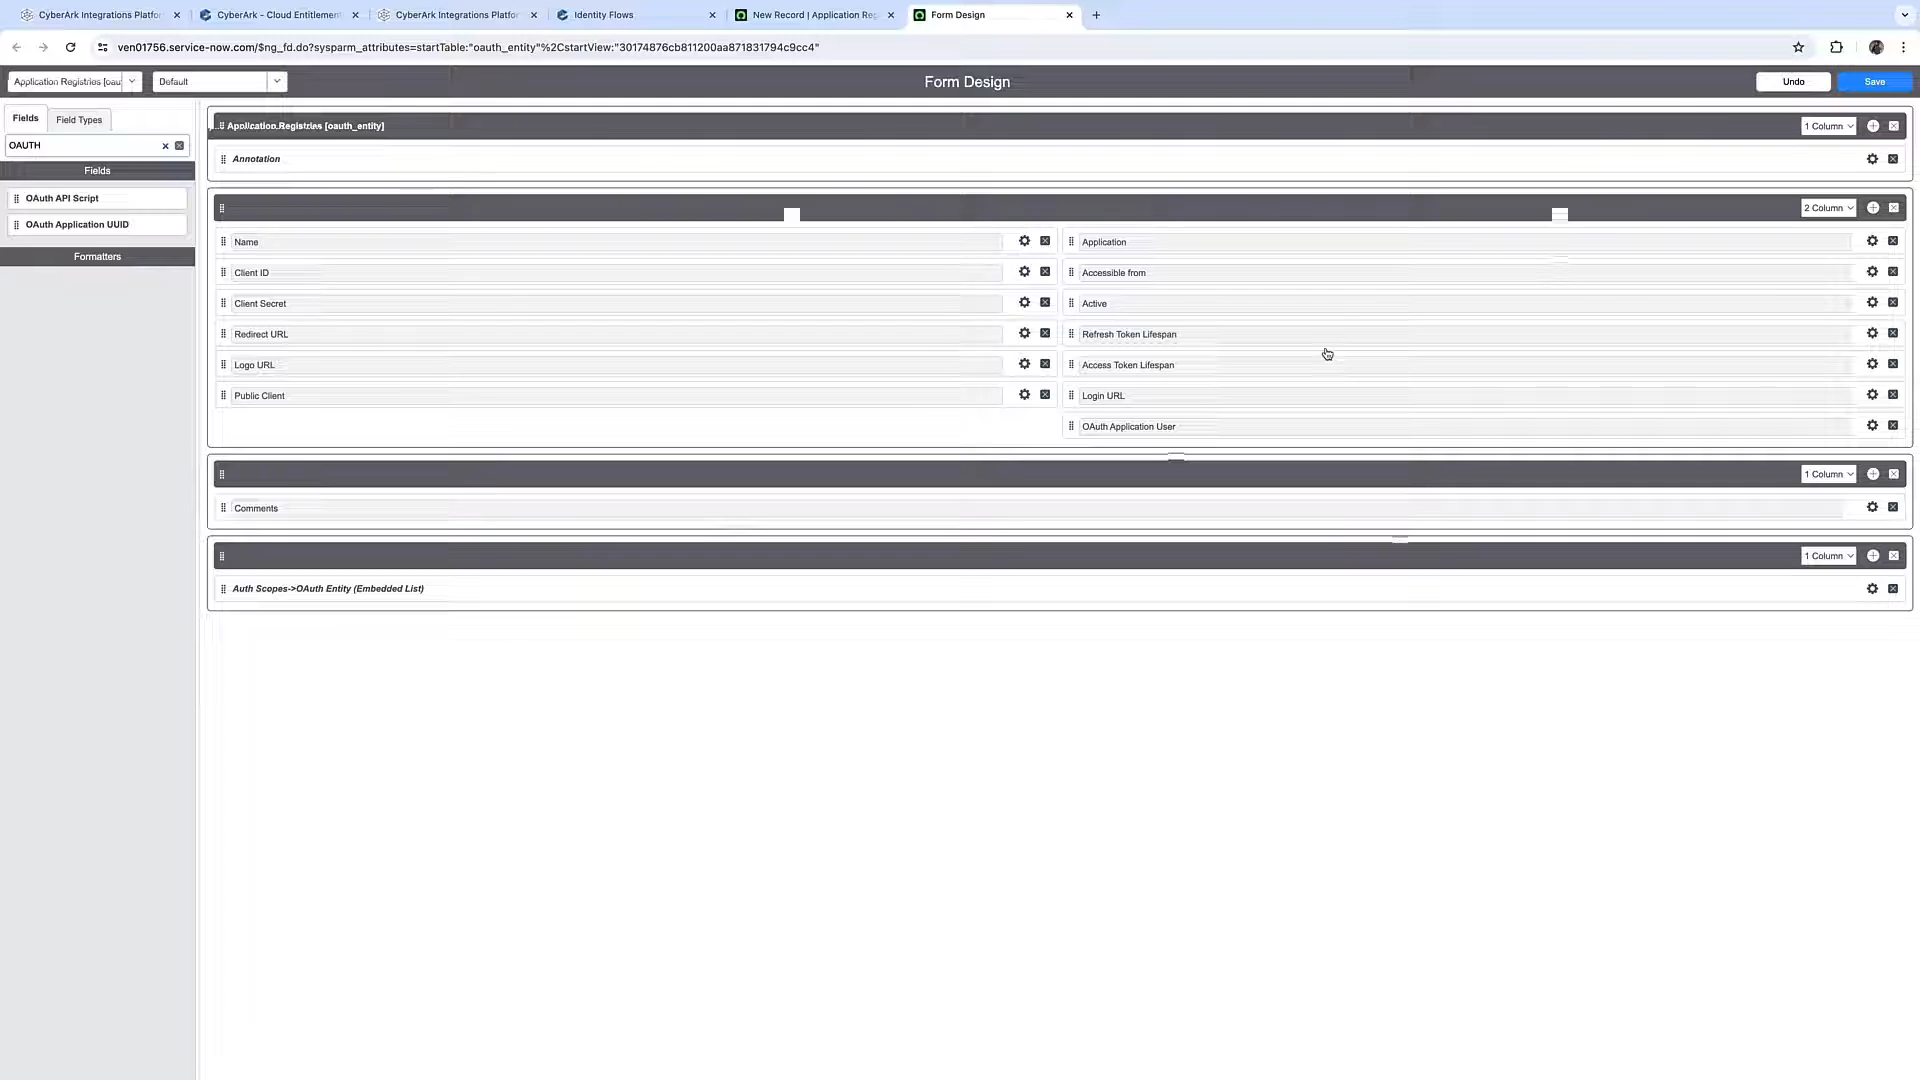 CyberArk Integrations Platfor
CyberArk - Cloud Entitlement
CyberArk Integrations Platfor
Identity Flows
New Record | Application Reg
Form Design
ven01756.service-now.com/$ng_fd.do?sysparm_attributes=startTable:"oauth_entity"%2CstartView:"30174876cb811200aa871831794c9cc4"
Application Registries [oau
Default
Form Design
Undo
Save
Fields
Field Types
OAUTH
Fields
OAuth API Script
OAuth Application UUID
Formatters
Application Registries [oauth_entity]
1 Column
Annotation
2 Column
Name
Application
Client ID
Accessible from
Client Secret
Active
Redirect URL
Refresh Token Lifespan
Logo URL
Access Token Lifespan
Public Client
Login URL
OAuth Application User
1 Column
Comments
1 Column
Auth Scopes->OAuth Entity (Embedded List)